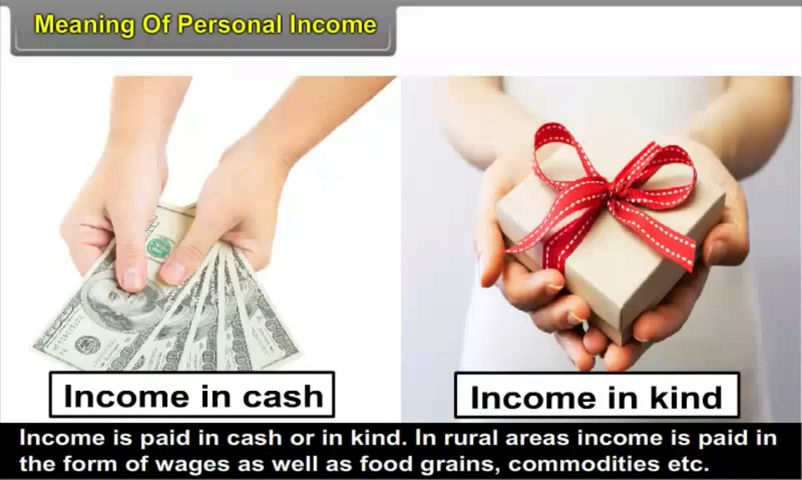 Meaning Of Personal Income
Income in cash
Income in kind
Income is paid in cash or in kind. In rural areas income is paid in
the form of wages as well as food grains, commodities etc.